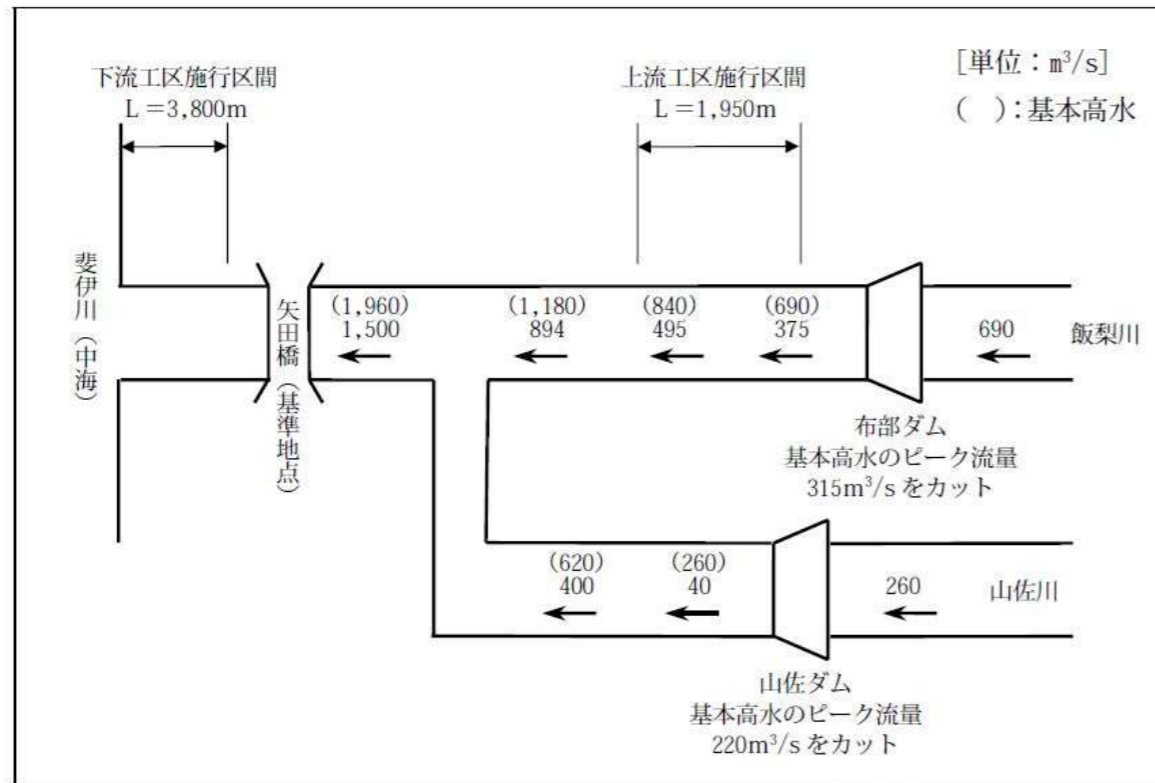 [単位：m³/s]
(　)：基本高水
下流工区施行区間
L＝3,800m
上流工区施行区間
L＝1,950m
斐伊川（中海）
矢田橋（基準地点）
(1,960)
1,500
(1,180)
894
(840)
495
(690)
375
690
飯梨川
布部ダム
基本高水のピーク流量
315m³/sをカット
(620)
400
(260)
40
260
山佐川
山佐ダム
基本高水のピーク流量
220m³/sをカット